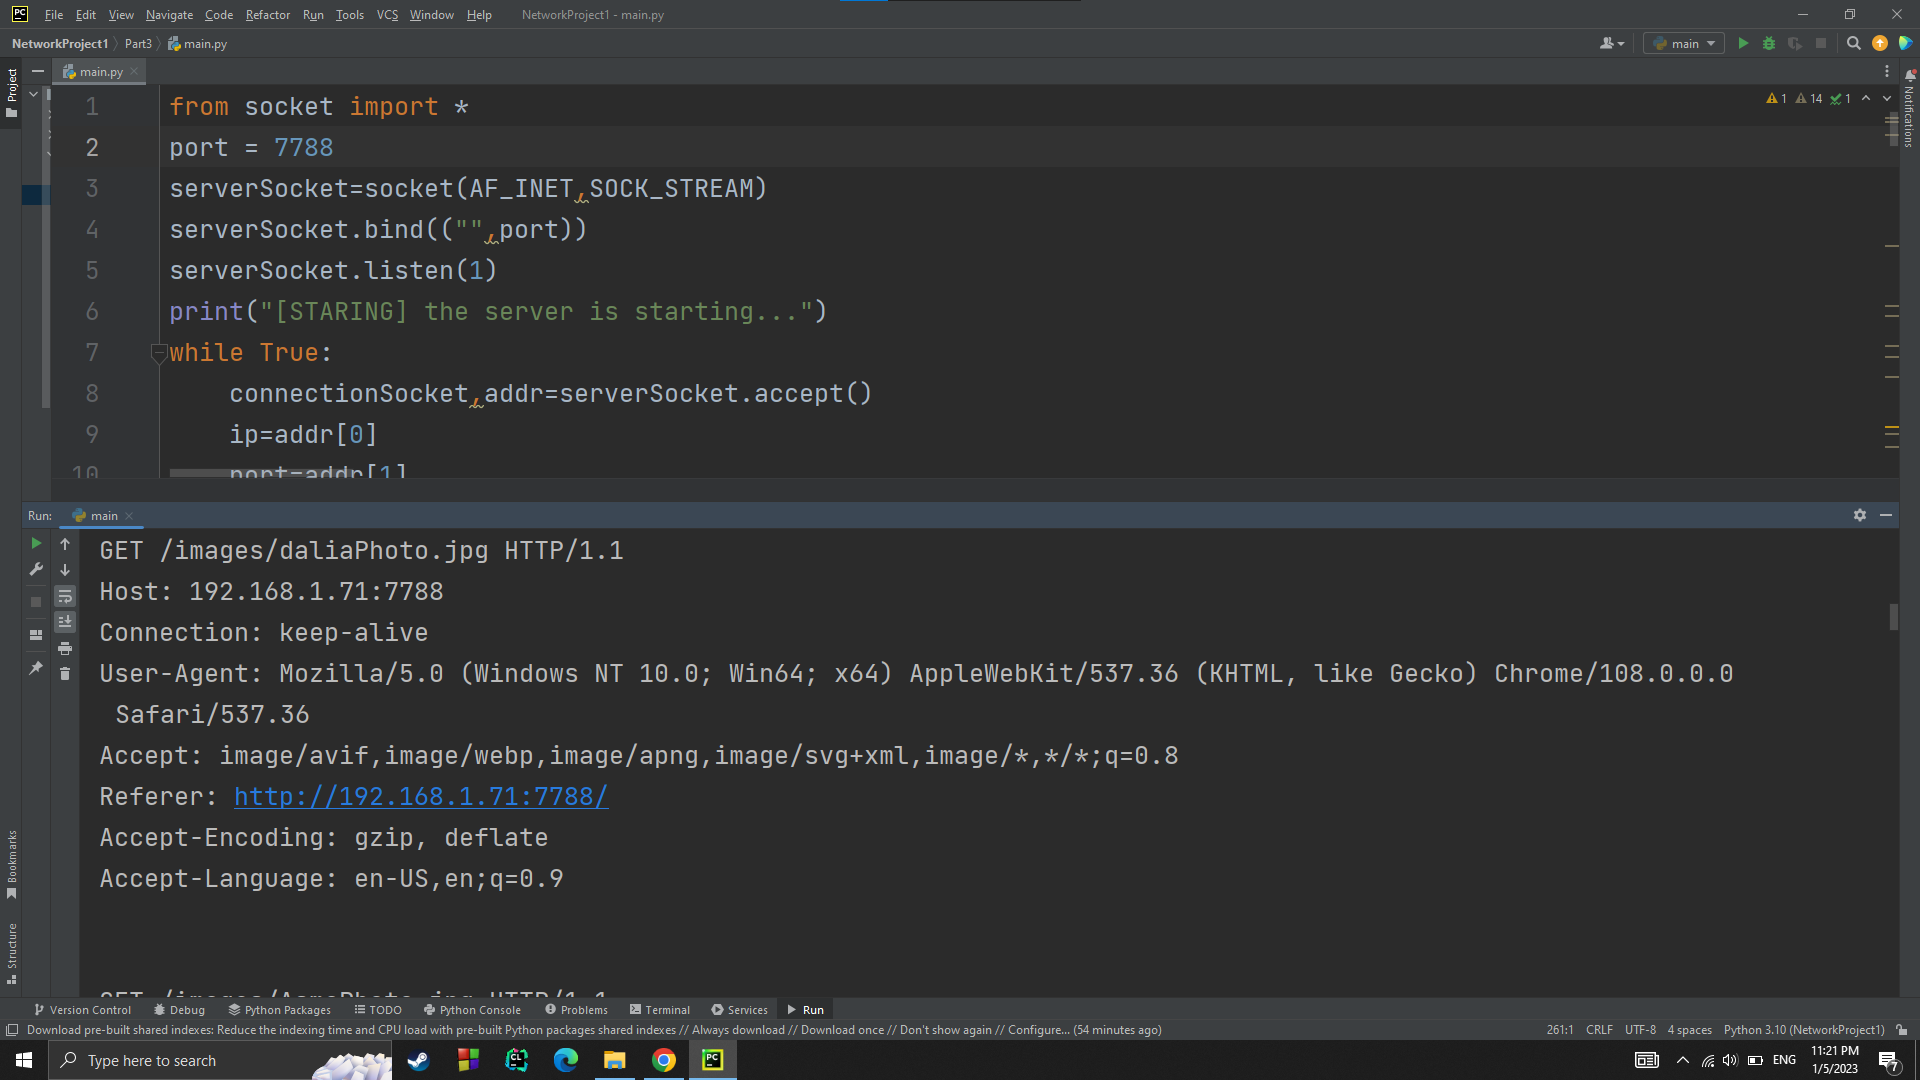 PC File Edit View Navigate Code Refactor Run Tools VCS Window Help NetworkProject1 - main.py
NetworkProject1 Part3 main.py main
main.py
Project
Notifications
1 from socket import *
1 14 1
2 port = 7788
3 serverSocket=socket(AF_INET,SOCK_STREAM)
4 serverSocket.bind(("",port))
5 serverSocket.listen(1)
6 print("[STARING] the server is starting...")
7 while True:
8 connectionSocket,addr=serverSocket.accept()
9 ip=addr[0]
10 port=addr[1]
Run: main
GET /images/daliaPhoto.jpg HTTP/1.1
Host: 192.168.1.71:7788
Connection: keep-alive
User-Agent: Mozilla/5.0 (Windows NT 10.0; Win64; x64) AppleWebKit/537.36 (KHTML, like Gecko) Chrome/108.0.0.0
Safari/537.36
Accept: image/avif,image/webp,image/apng,image/svg+xml,image/*,*/*;q=0.8
Referer: http://192.168.1.71:7788/
Accept-Encoding: gzip, deflate
Accept-Language: en-US,en;q=0.9
GET HTTP/1.1
Bookmarks
Structure
Version Control Debug Python Packages TODO Python Console Problems Terminal Services Run
Download pre-built shared indexes: Reduce the indexing time and CPU load with pre-built Python packages shared indexes // Always download // Download once // Don't show again // Configure... (54 minutes ago) 261:1 CRLF UTF-8 4 spaces Python 3.10 (NetworkProject1)
Type here to search CL PC ENG
11:21 PM
1/5/2023
7